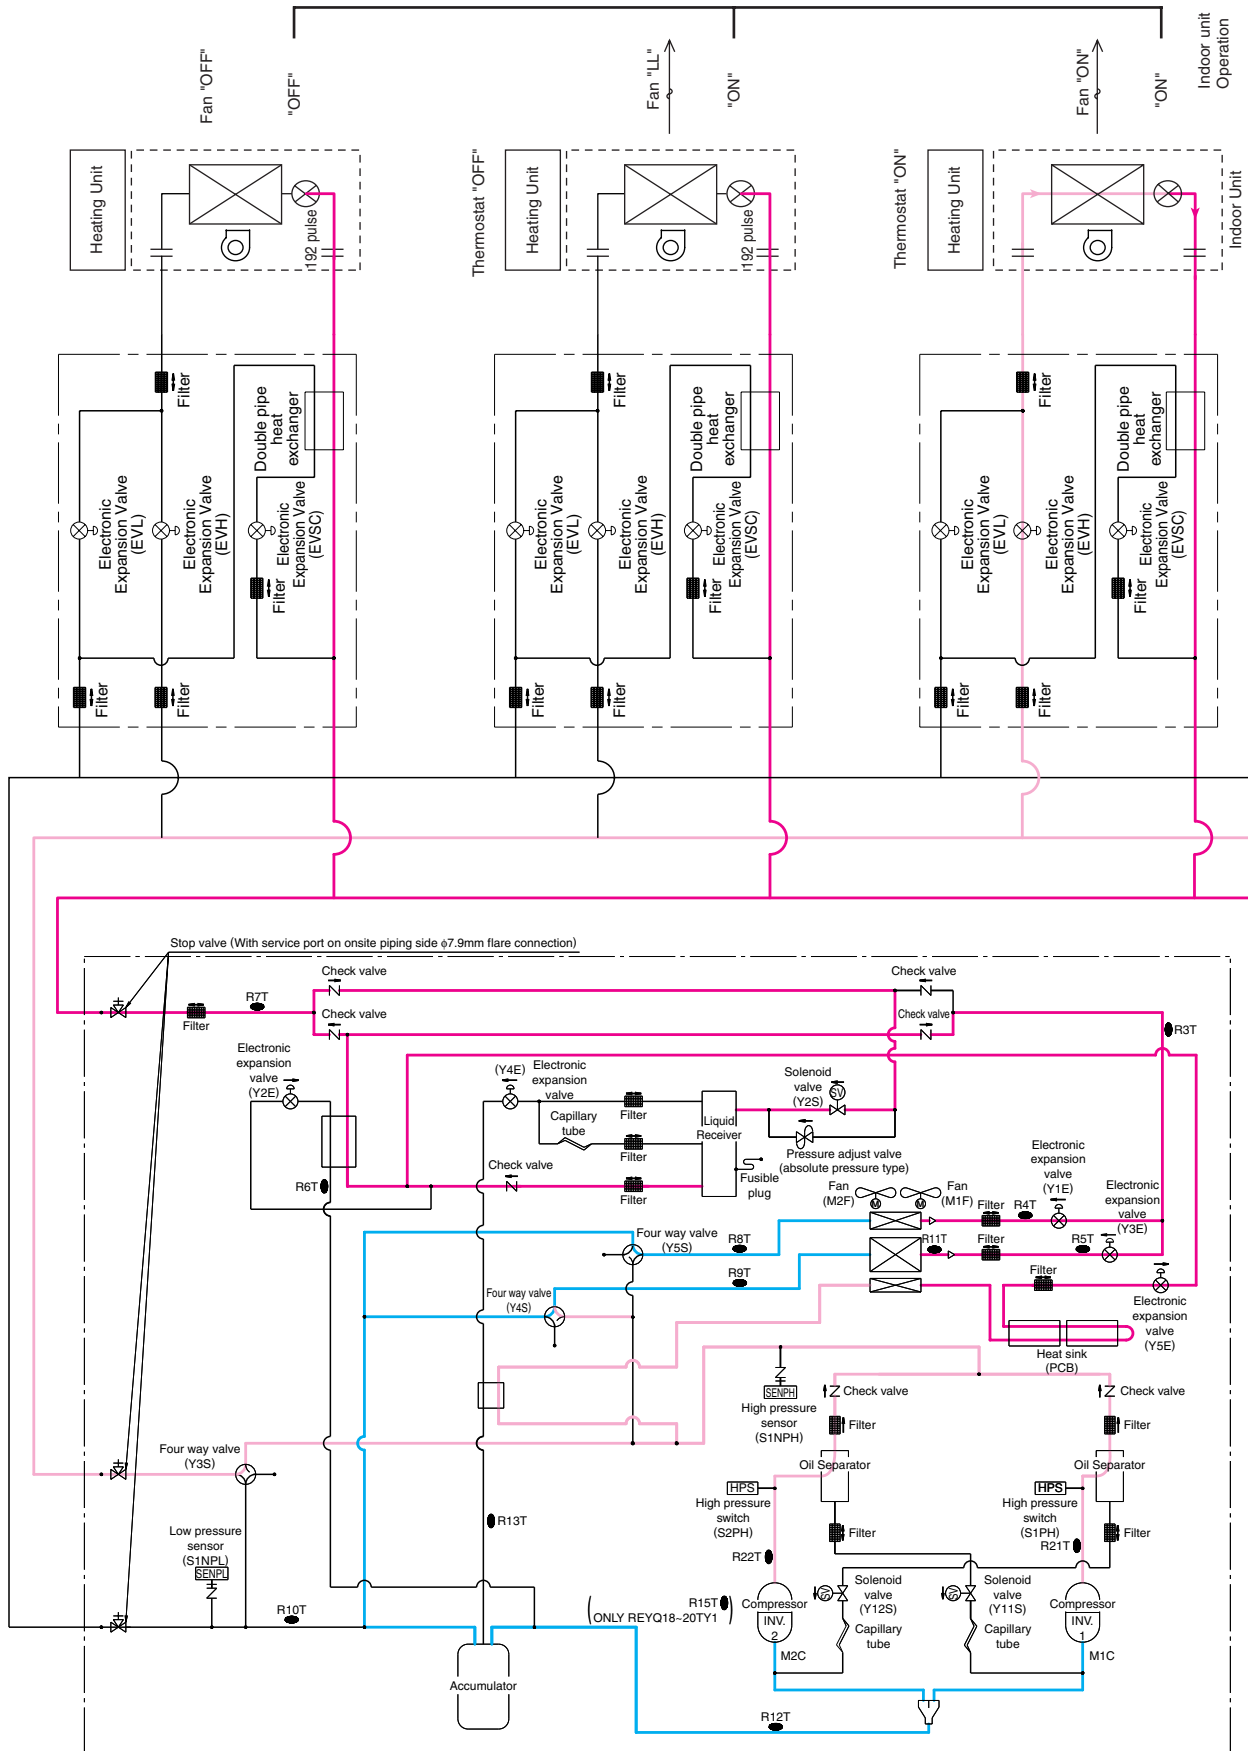 Fan "OFF"
"OFF"
Fan "LL"
"ON"
Fan "ON"
"ON"
Indoor unit
Operation
Heating Unit
192 pulse
Thermostat "OFF"
Heating Unit
192 pulse
Thermostat "ON"
Heating Unit
Indoor Unit
Filter
Double pipe
heat
exchanger
Electronic
Expansion Valve
(EVL)
Electronic
Expansion Valve
(EVH)
Electronic
Expansion Valve
(EVSC)
Filter
Filter
Filter
Filter
Double pipe
heat
exchanger
Electronic
Expansion Valve
(EVL)
Electronic
Expansion Valve
(EVH)
Electronic
Expansion Valve
(EVSC)
Filter
Filter
Filter
Filter
Double pipe
heat
exchanger
Electronic
Expansion Valve
(EVL)
Electronic
Expansion Valve
(EVH)
Electronic
Expansion Valve
(EVSC)
Filter
Filter
Filter
Stop valve (With service port on onsite piping side φ7.9mm flare connection)
Check valve
Check valve
R7T
Filter
Check valve
Check valve
R3T
Electronic
expansion
valve
(Y2E)
(Y4E)
Electronic
expansion
valve
Filter
Capillary
tube
Filter
Liquid
Receiver
Solenoid
valve
(Y2S)
SV
Pressure adjust valve
(absolute pressure type)
Fusible
plug
R6T
Check valve
Filter
Fan
(M2F)
M
Fan
(M1F)
M
Filter
R4T
Electronic
expansion
valve
(Y1E)
Electronic
expansion
valve
(Y3E)
Four way valve
(Y5S)
R8T
R11T
Filter
R5T
R9T
Four way valve
(Y4S)
Filter
Electronic
expansion
valve
(Y5E)
Heat sink
(PCB)
SENPH
High pressure
sensor
(S1NPH)
Check valve
Check valve
Filter
Filter
Four way valve
(Y3S)
Oil Separator
Oil Separator
HPS
High pressure
switch
(S2PH)
HPS
High pressure
switch
(S1PH)
Low pressure
sensor
(S1NPL)
SENPL
R13T
Filter
Filter
R22T
R21T
R10T
R15T
(ONLY REYQ18~20TY1)
Compressor
INV.
2
M2C
SV
Solenoid
valve
(Y12S)
Capillary
tube
SV
Solenoid
valve
(Y11S)
Capillary
tube
Compressor
INV.
1
M1C
Accumulator
R12T